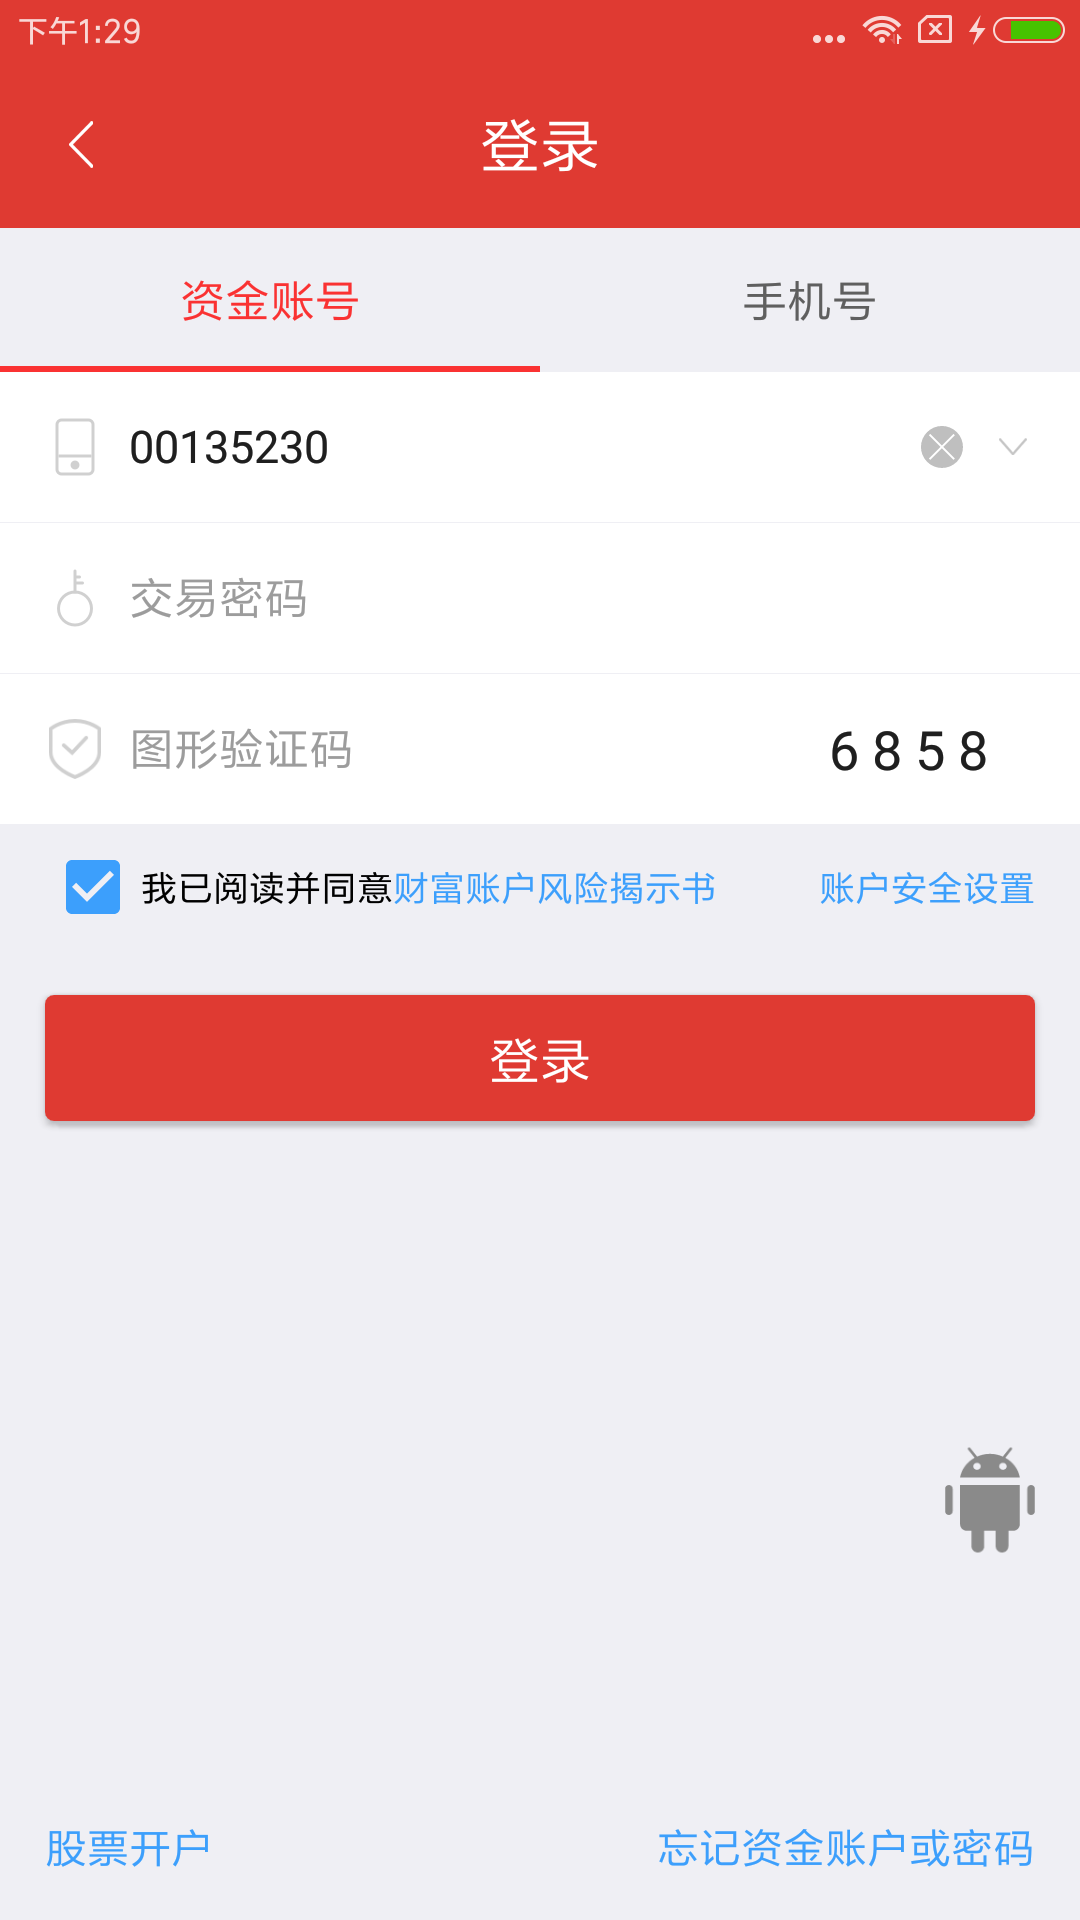 下午1:29
登录
资金账号 手机号
00135230
交易密码
图形验证码 6858
我已阅读并同意财富账户风险揭示书 账户安全设置
登录
股票开户 忘记资金账户或密码